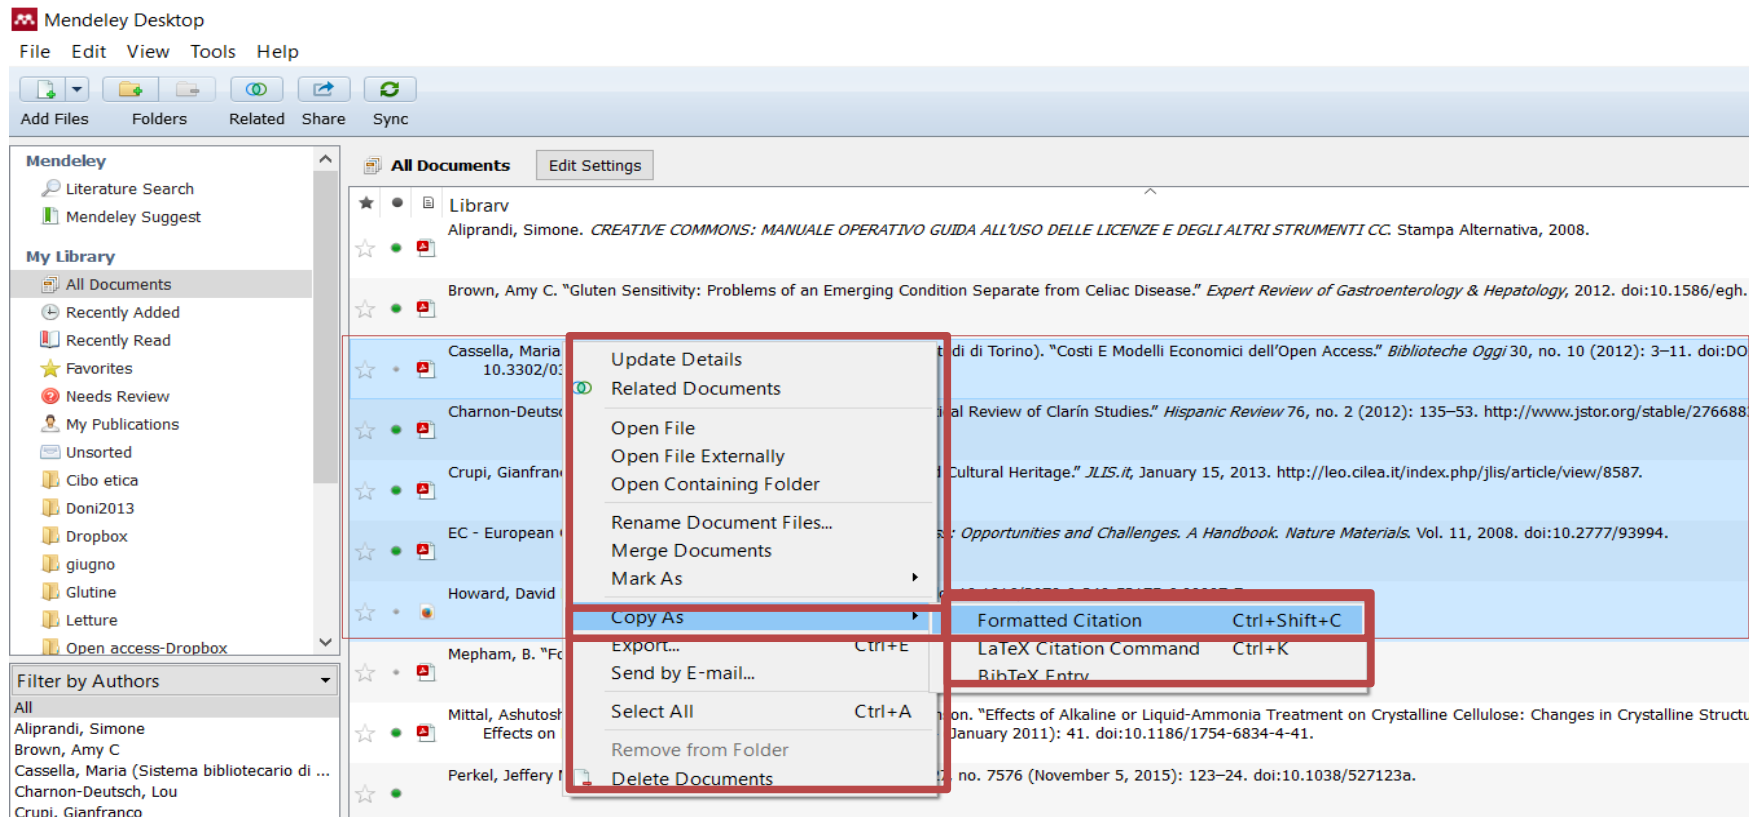 Mendeley Desktop
File Edit View Tools Help
Add Files Folders Related Share Sync
Mendeley
Literature Search
Mendeley Suggest
My Library
All Documents
Recently Added
Recently Read
Favorites
Needs Review
My Publications
Unsorted
Cibo etica
Doni2013
Dropbox
giugno
Glutine
Letture
Open access-Dropbox
Filter by Authors
All
Aliprandi, Simone
Brown, Amy C
Cassella, Maria (Sistema bibliotecario di ...
Charnon-Deutsch, Lou
Crupi, Gianfranco
All Documents Edit Settings
Library
Aliprandi, Simone. CREATIVE COMMONS: MANUALE OPERATIVO GUIDA ALL'USO DELLE LICENZE E DEGLI ALTRI STRUMENTI CC. Stampa Alternativa, 2008.
Brown, Amy C. “Gluten Sensitivity: Problems of an Emerging Condition Separate from Celiac Disease.” Expert Review of Gastroenterology & Hepatology, 2012. doi:10.1586/egh.
Cassella, Maria di di Torino). “Costi E Modelli Economici dell'Open Access.” Biblioteche Oggi 30, no. 10 (2012): 3–11. doi:DO
10.3302/03
Charnon-Deutsc al Review of Clarín Studies.” Hispanic Review 76, no. 2 (2012): 135–53. http://www.jstor.org/stable/276688
Crupi, Gianfran Cultural Heritage.” JLIS.it, January 15, 2013. http://leo.cilea.it/index.php/jlis/article/view/8587.
EC - European : Opportunities and Challenges. A Handbook. Nature Materials. Vol. 11, 2008. doi:10.2777/93994.
Howard, David
Mepham, B. “Fo
Mittal, Ashutosh son. “Effects of Alkaline or Liquid-Ammonia Treatment on Crystalline Cellulose: Changes in Crystalline Structu
Effects on January 2011): 41. doi:10.1186/1754-6834-4-41.
Perkel, Jeffery 27, no. 7576 (November 5, 2015): 123–24. doi:10.1038/527123a.
Update Details
Related Documents
Open File
Open File Externally
Open Containing Folder
Rename Document Files...
Merge Documents
Mark As
Copy As
Export... Ctrl+E
Send by E-mail...
Select All Ctrl+A
Remove from Folder
Delete Documents
Formatted Citation Ctrl+Shift+C
LaTeX Citation Command Ctrl+K
BibTeX Entry